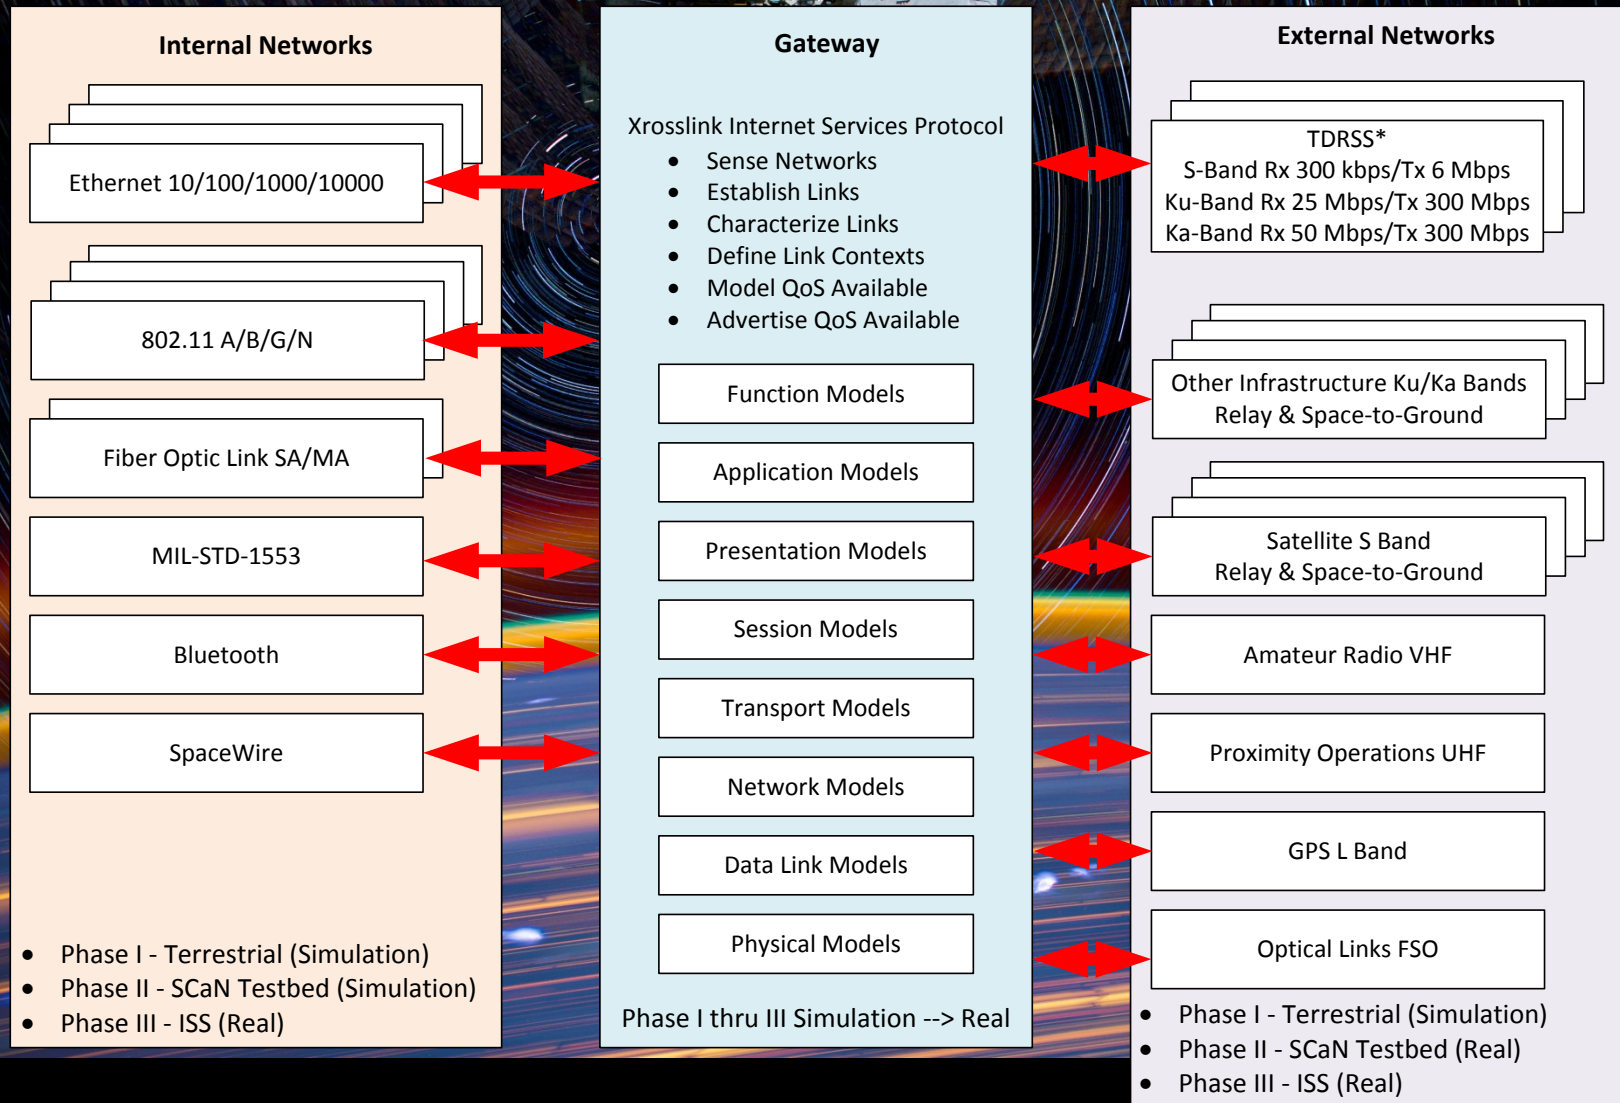 Internal Networks
Ethernet 10/100/1000/10000
802.11 A/B/G/N
Fiber Optic Link SA/MA
MIL-STD-1553
Bluetooth
SpaceWire
• Phase I - Terrestrial (Simulation)
• Phase II - SCaN Testbed (Simulation)
• Phase III - ISS (Real)
Gateway
Xrosslink Internet Services Protocol
• Sense Networks
• Establish Links
• Characterize Links
• Define Link Contexts
• Model QoS Available
• Advertise QoS Available
Function Models
Application Models
Presentation Models
Session Models
Transport Models
Network Models
Data Link Models
Physical Models
Phase I thru III Simulation --> Real
External Networks
TDRSS*
S-Band Rx 300 kbps/Tx 6 Mbps
Ku-Band Rx 25 Mbps/Tx 300 Mbps
Ka-Band Rx 50 Mbps/Tx 300 Mbps
Other Infrastructure Ku/Ka Bands
Relay & Space-to-Ground
Satellite S Band
Relay & Space-to-Ground
Amateur Radio VHF
Proximity Operations UHF
GPS L Band
Optical Links FSO
• Phase I - Terrestrial (Simulation)
• Phase II - SCaN Testbed (Real)
• Phase III - ISS (Real)